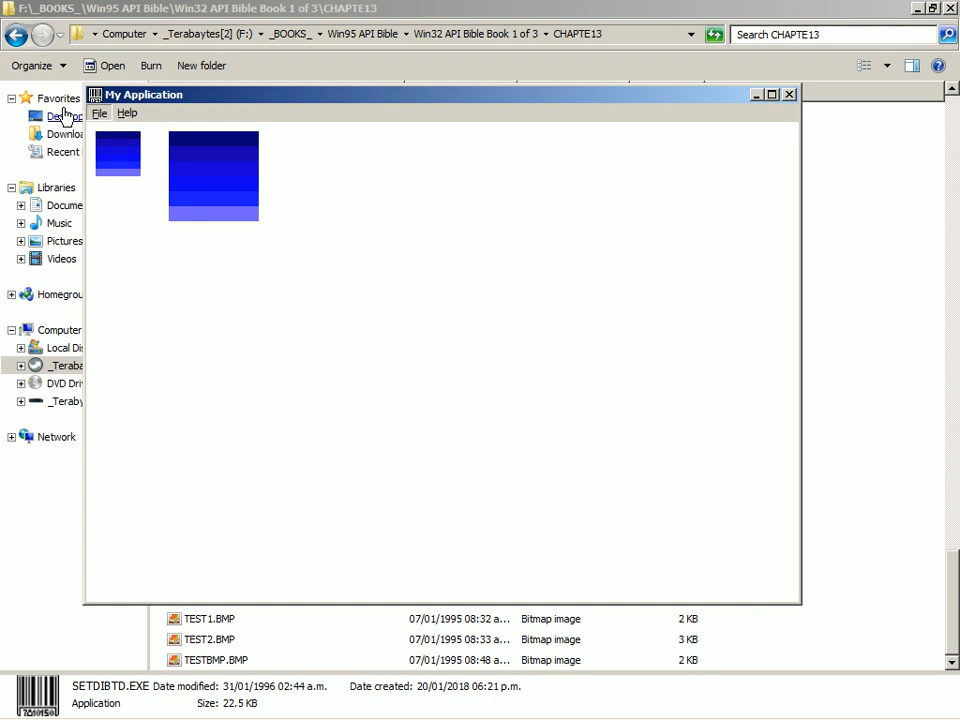 F:\_BOOKS_\Win95 API Bible\Win32 API Bible Book 1 of 3\CHAPTE13
Computer _Terabaytes[2] (F:) _BOOKS_ Win95 API Bible Win32 API Bible Book 1 of 3 CHAPTE13 Search CHAPTE13
Organize Open Burn New folder
Favorites
My Application
File Help
Recent
Libraries
Music
Pictures
Videos
Computer
Network
TEST1.BMP 07/01/1995 08:32 a... Bitmap image 2 KB
TEST2.BMP 07/01/1995 08:33 a... Bitmap image 3 KB
TESTBMP.BMP 07/01/1995 08:48 a... Bitmap image 2 KB
SETDIBTD.EXE Date modified: 31/01/1996 02:44 a.m. Date created: 20/01/2018 06:21 p.m.
Application Size: 22.5 KB